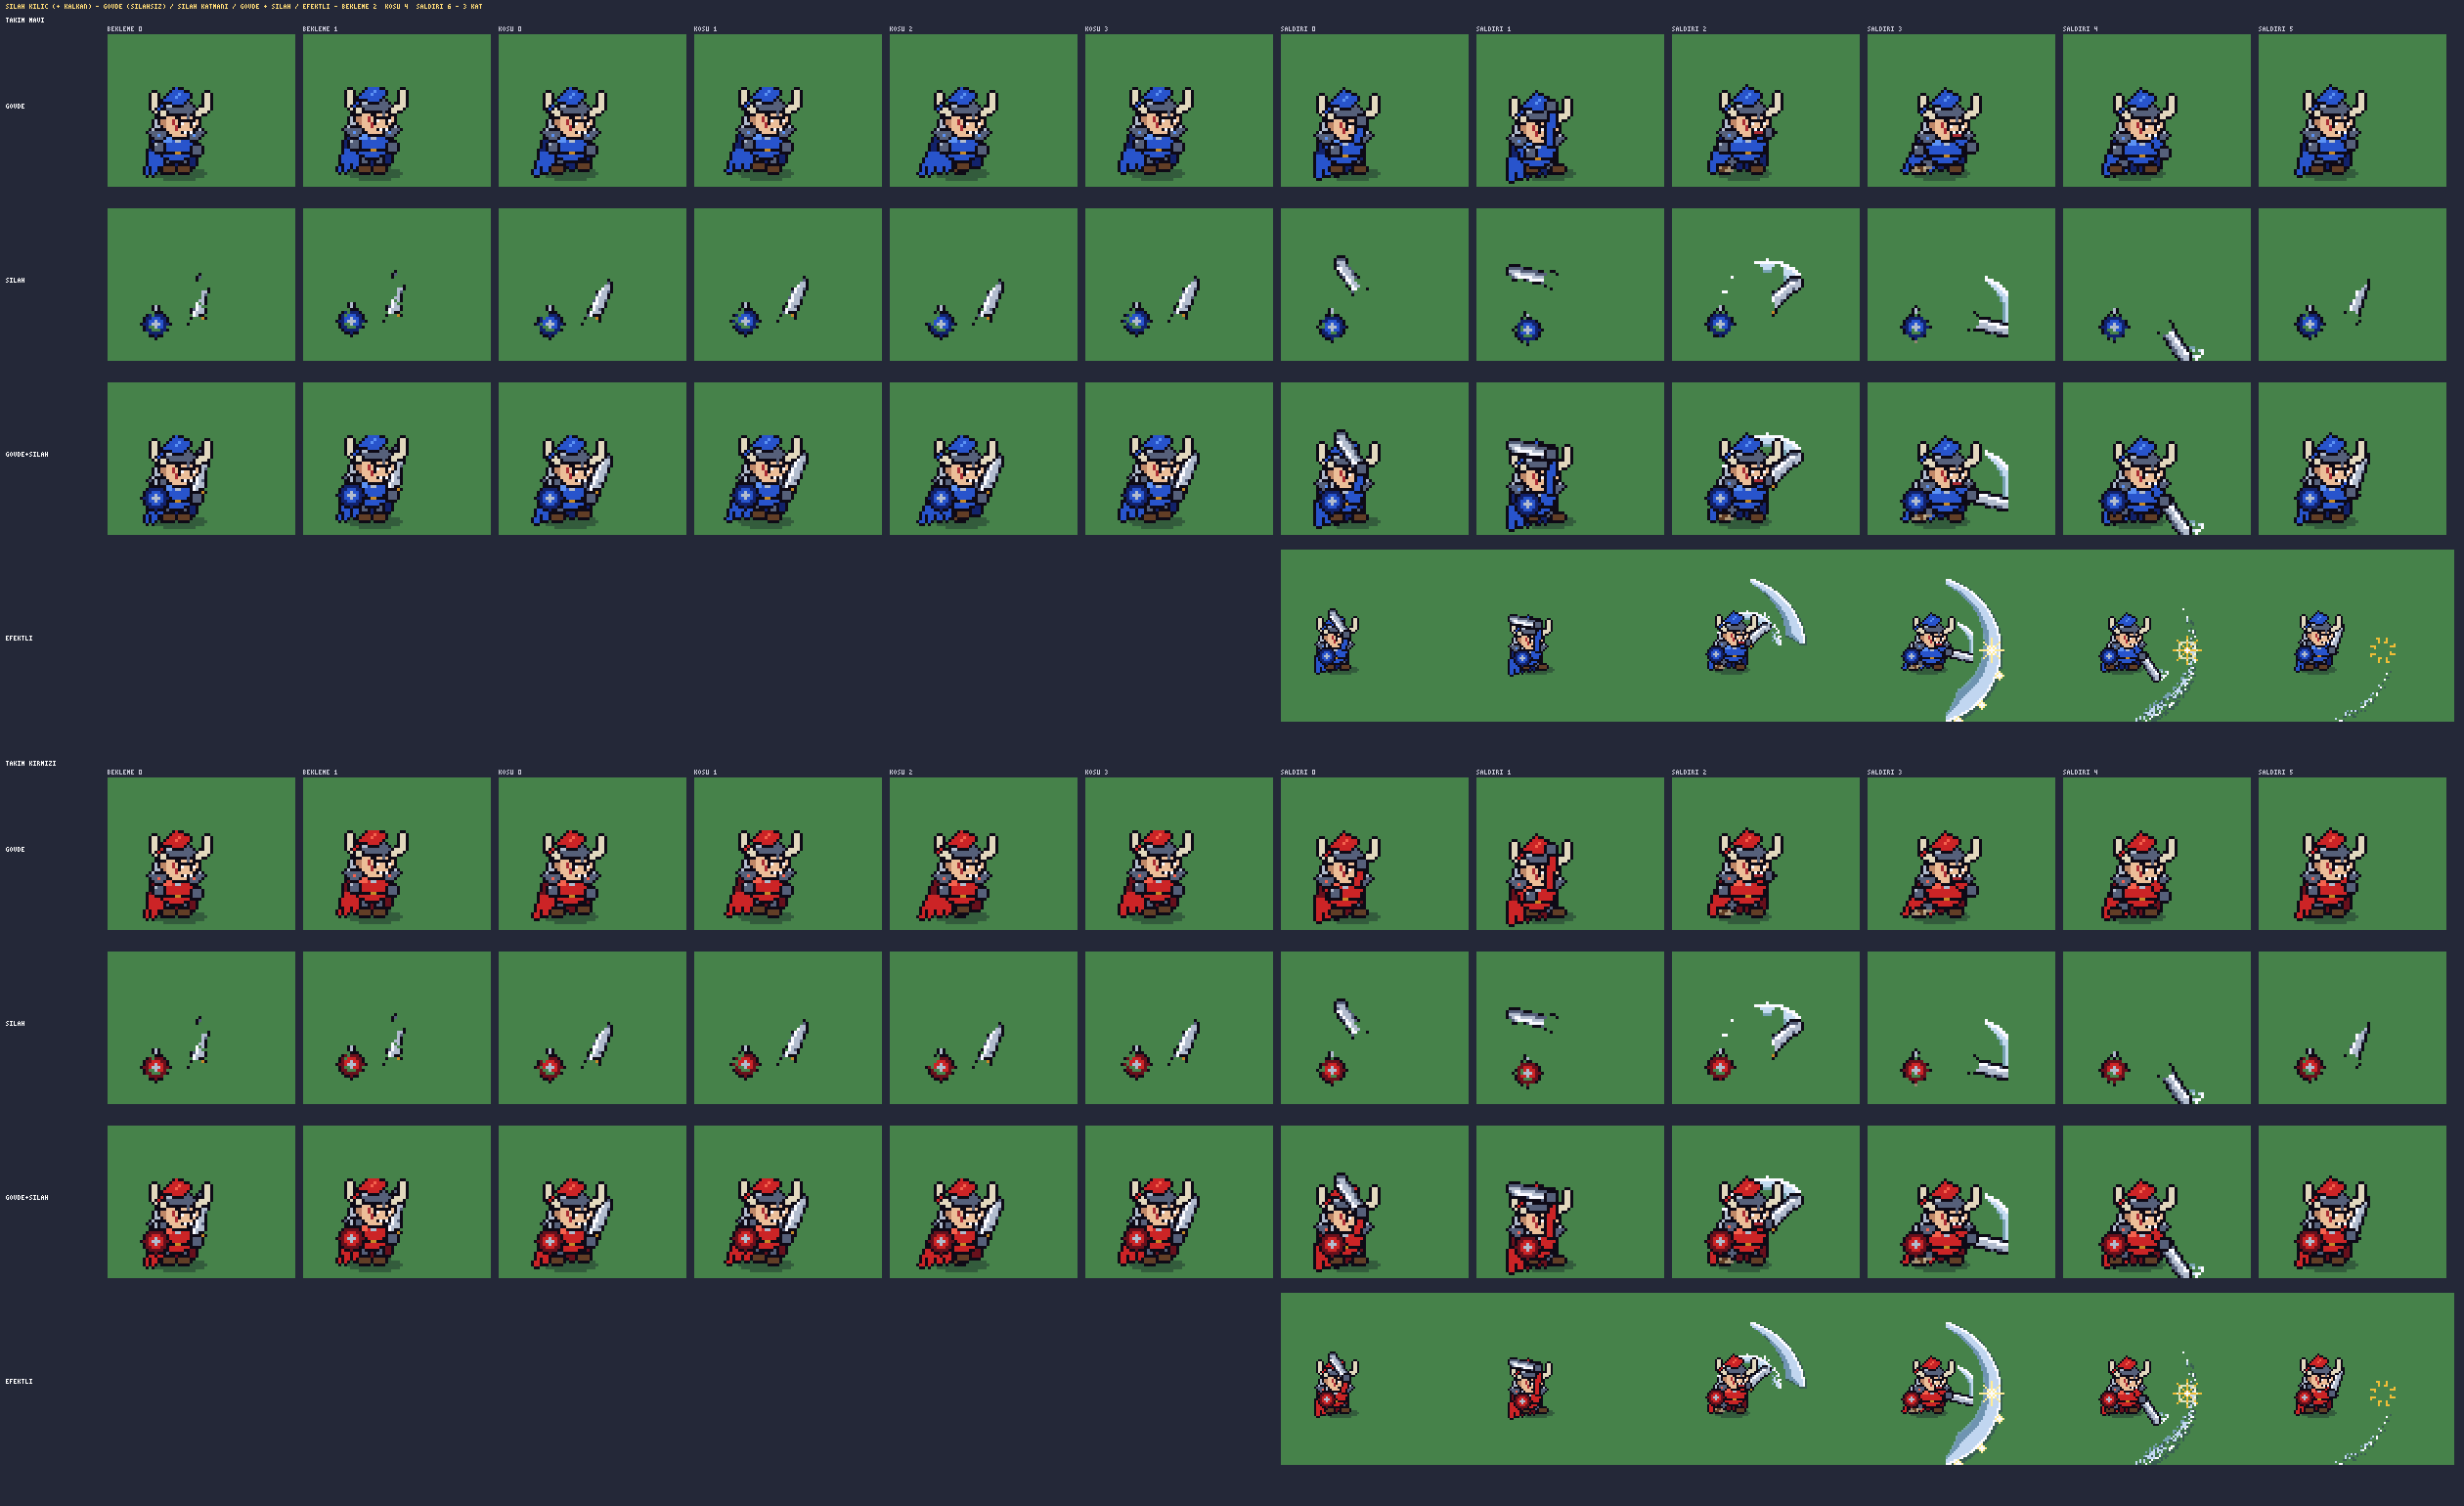 SILAH KILIC (+ KALKAN) - GOVDE (SILAHSIZ) / SILAH KATMANI / GOVDE + SILAH / EFEKTLI - BEKLEME 2 KOSU 4 SALDIRI 6 - 3 KAT
TAKIM MAVI
BEKLEME 0 BEKLEME 1 KOSU 0 KOSU 1 KOSU 2 KOSU 3 SALDIRI 0 SALDIRI 1 SALDIRI 2 SALDIRI 3 SALDIRI 4 SALDIRI 5
GOVDE
SILAH
GOVDE+SILAH
EFEKTLI
TAKIM KIRMIZI
BEKLEME 0 BEKLEME 1 KOSU 0 KOSU 1 KOSU 2 KOSU 3 SALDIRI 0 SALDIRI 1 SALDIRI 2 SALDIRI 3 SALDIRI 4 SALDIRI 5
GOVDE
SILAH
GOVDE+SILAH
EFEKTLI